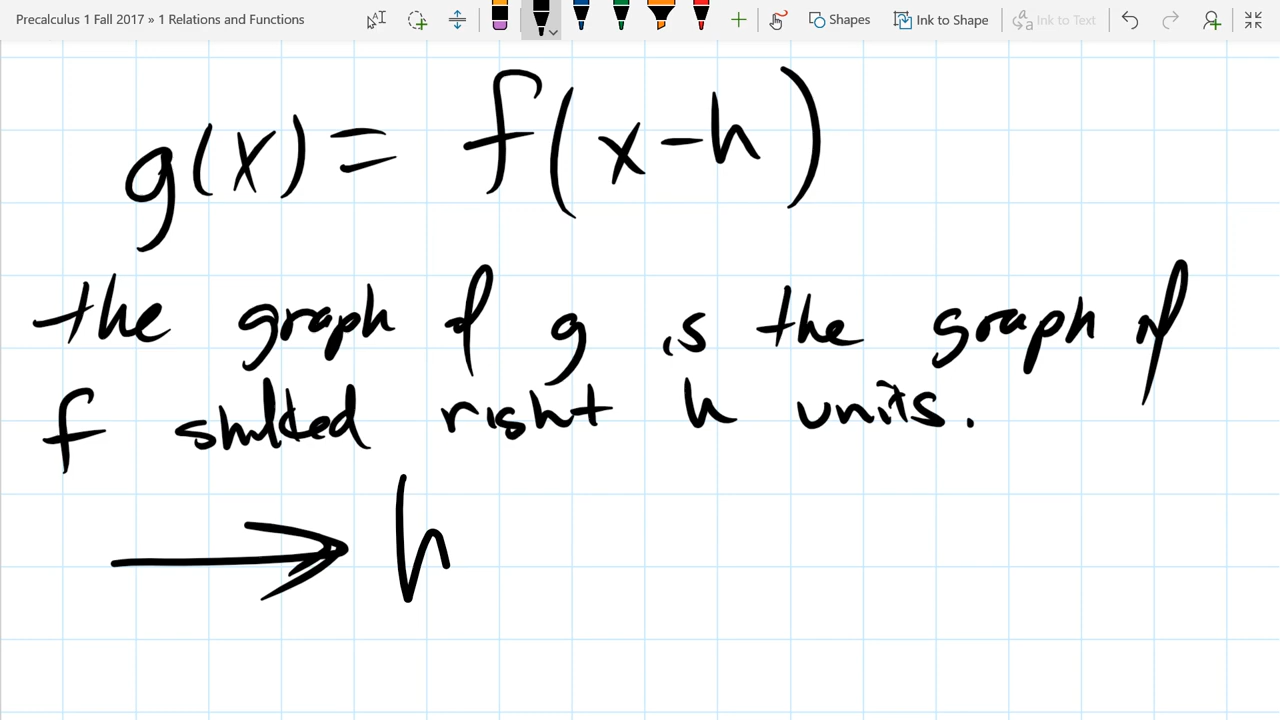 Precalculus 1 Fall 2017 » 1 Relations and Functions Shapes Ink to Shape Ink to Text
g(x) = f(x-h)
the graph of g is the graph of
f shifted right h units.
→ h